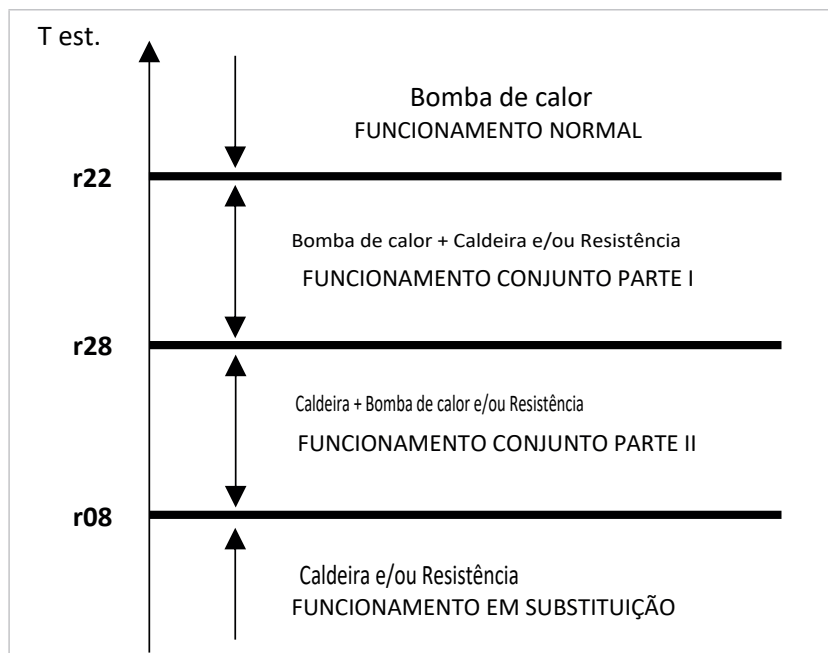 T est.
Bomba de calor
FUNCIONAMENTO NORMAL
r22
Bomba de calor + Caldeira e/ou Resistência
FUNCIONAMENTO CONJUNTO PARTE I
r28
Caldeira + Bomba de calor e/ou Resistência
FUNCIONAMENTO CONJUNTO PARTE II
r08
Caldeira e/ou Resistência
FUNCIONAMENTO EM SUBSTITUIÇÃO